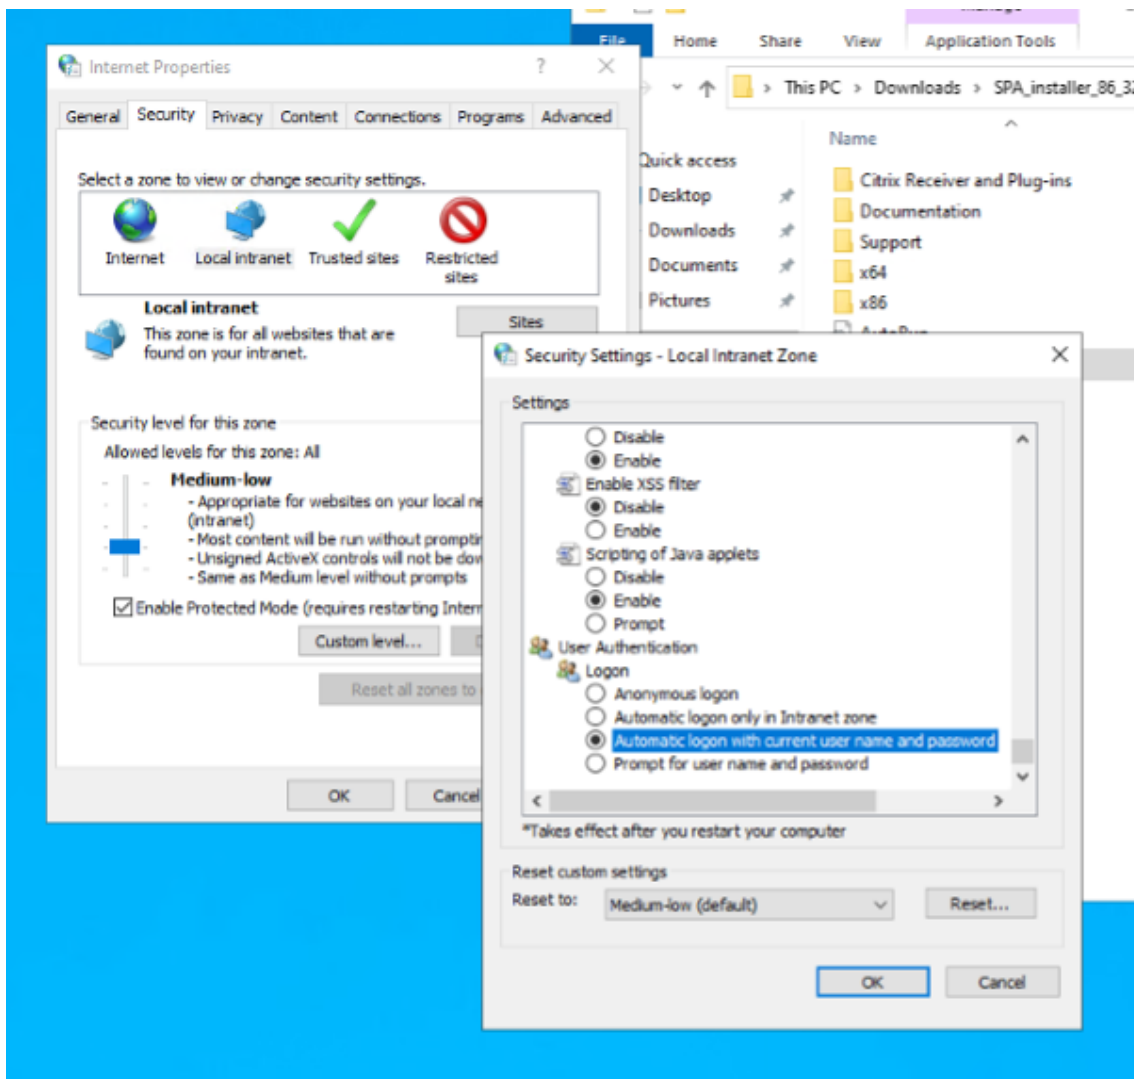 File
Home
Share
View
Application Tools
This PC > Downloads > SPA_installer_86_32
Name
Quick access
Desktop
Downloads
Documents
Pictures
Citrix Receiver and Plug-ins
Documentation
Support
x64
x86
Internet Properties
?
General
Security
Privacy
Content
Connections
Programs
Advanced
Select a zone to view or change security settings.
Internet
Local intranet
Trusted sites
Restricted
sites
Local intranet
This zone is for all websites that are
found on your intranet.
Sites
Security level for this zone
Allowed levels for this zone: All
Medium-low
- Appropriate for websites on your local ne
(intranet)
- Most content will be run without promptin
- Unsigned ActiveX controls will not be dow
- Same as Medium level without prompts
Enable Protected Mode (requires restarting Intern
Custom level...
Reset all zones to
OK
Cancel
Security Settings - Local Intranet Zone
Settings
Disable
Enable
Enable XSS filter
Disable
Enable
Scripting of Java applets
Disable
Enable
Prompt
User Authentication
Logon
Anonymous logon
Automatic logon only in Intranet zone
Automatic logon with current user name and password
Prompt for user name and password
*Takes effect after you restart your computer
Reset custom settings
Reset to:
Medium-low (default)
Reset...
OK
Cancel